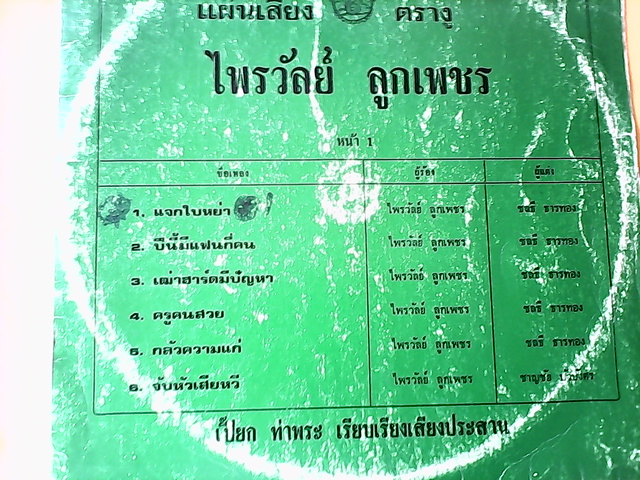 แผ่นเสียง ตรางู
ไพรวัลย์ ลูกเพชร
หน้า 1
ชื่อเพลง ผู้ร้อง ผู้แต่ง
1. แจกใบหย่า ไพรวัลย์ ลูกเพชร ชลธี ธารทอง
2. ปีนี้มีแฟนกี่คน ไพรวัลย์ ลูกเพชร ชลธี ธารทอง
3. เฒ่าฮาร์ดมีปัญหา ไพรวัลย์ ลูกเพชร ชลธี ธารทอง
4. ครูคนสวย ไพรวัลย์ ลูกเพชร ชลธี ธารทอง
5. กลัวความแก่ ไพรวัลย์ ลูกเพชร ชลธี ธารทอง
6. จับหัวเสียหวี ไพรวัลย์ ลูกเพชร ชาญชัย
เปี๊ยก ท่าพระ เรียบเรียงเสียงประสาน